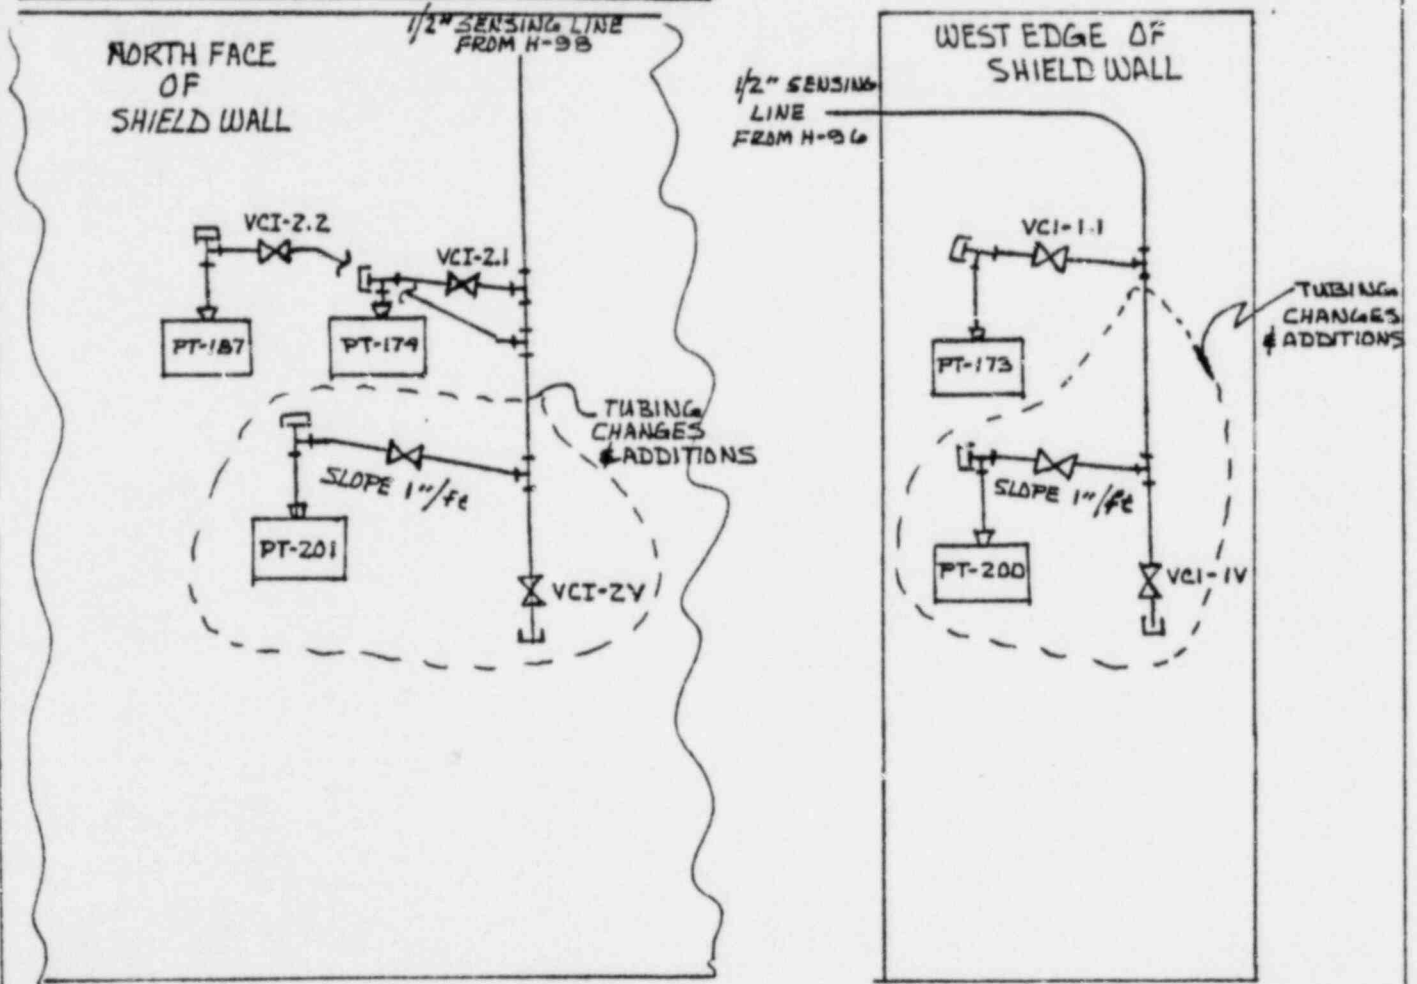 NORTH FACE
OF
SHIELD WALL
1/2" SENSING LINE
FROM H-98
VCI-2.2
VCI-2.1
PT-187
PT-174
TUBING
CHANGES
& ADDITIONS
SLOPE 1"/ft
PT-201
VCI-2V
WEST EDGE OF
SHIELD WALL
1/2" SENSING
LINE
FROM H-96
VCI-1.1
PT-173
TUBING
CHANGES
& ADDITIONS
SLOPE 1"/ft
PT-200
VCI-1V